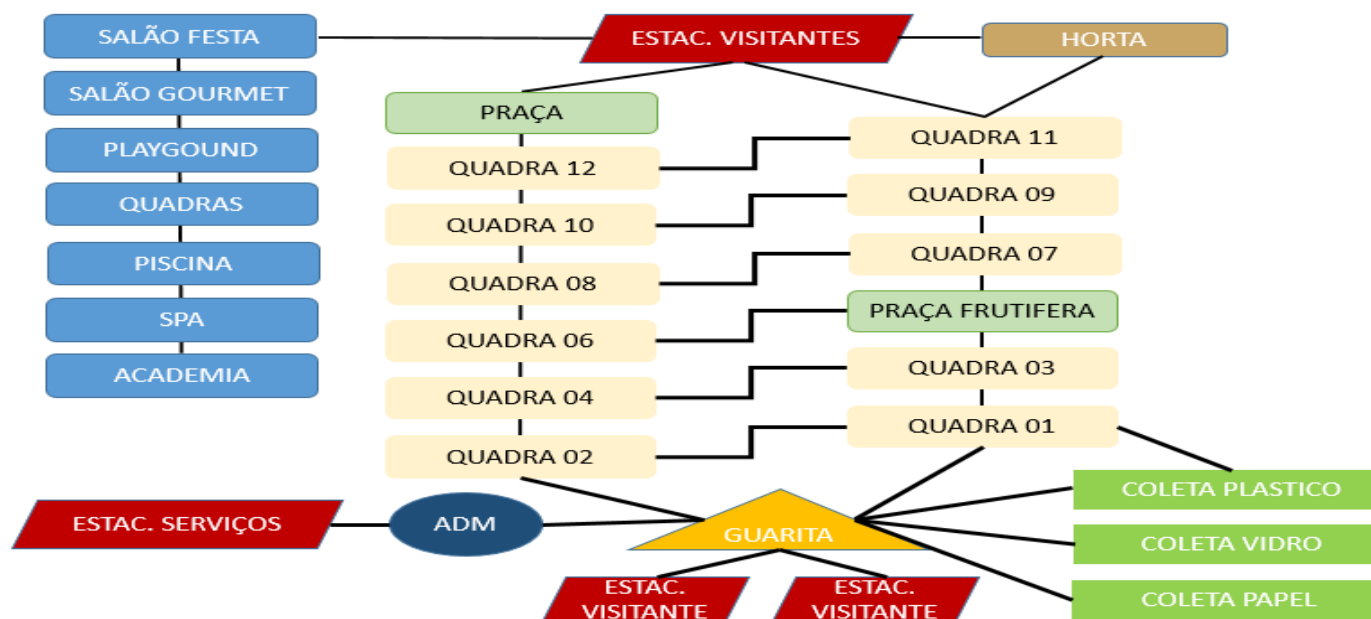 SALÃO FESTA
ESTAC. VISITANTES
HORTA
SALÃO GOURMET
PLAYGOUND
QUADRAS
PISCINA
SPA
ACADEMIA
PRAÇA
QUADRA 12
QUADRA 10
QUADRA 08
QUADRA 06
QUADRA 04
QUADRA 02
QUADRA 11
QUADRA 09
QUADRA 07
PRAÇA FRUTIFERA
QUADRA 03
QUADRA 01
ESTAC. SERVIÇOS
ADM
GUARITA
COLETA PLASTICO
COLETA VIDRO
COLETA PAPEL
ESTAC.
VISITANTE
ESTAC.
VISITANTE